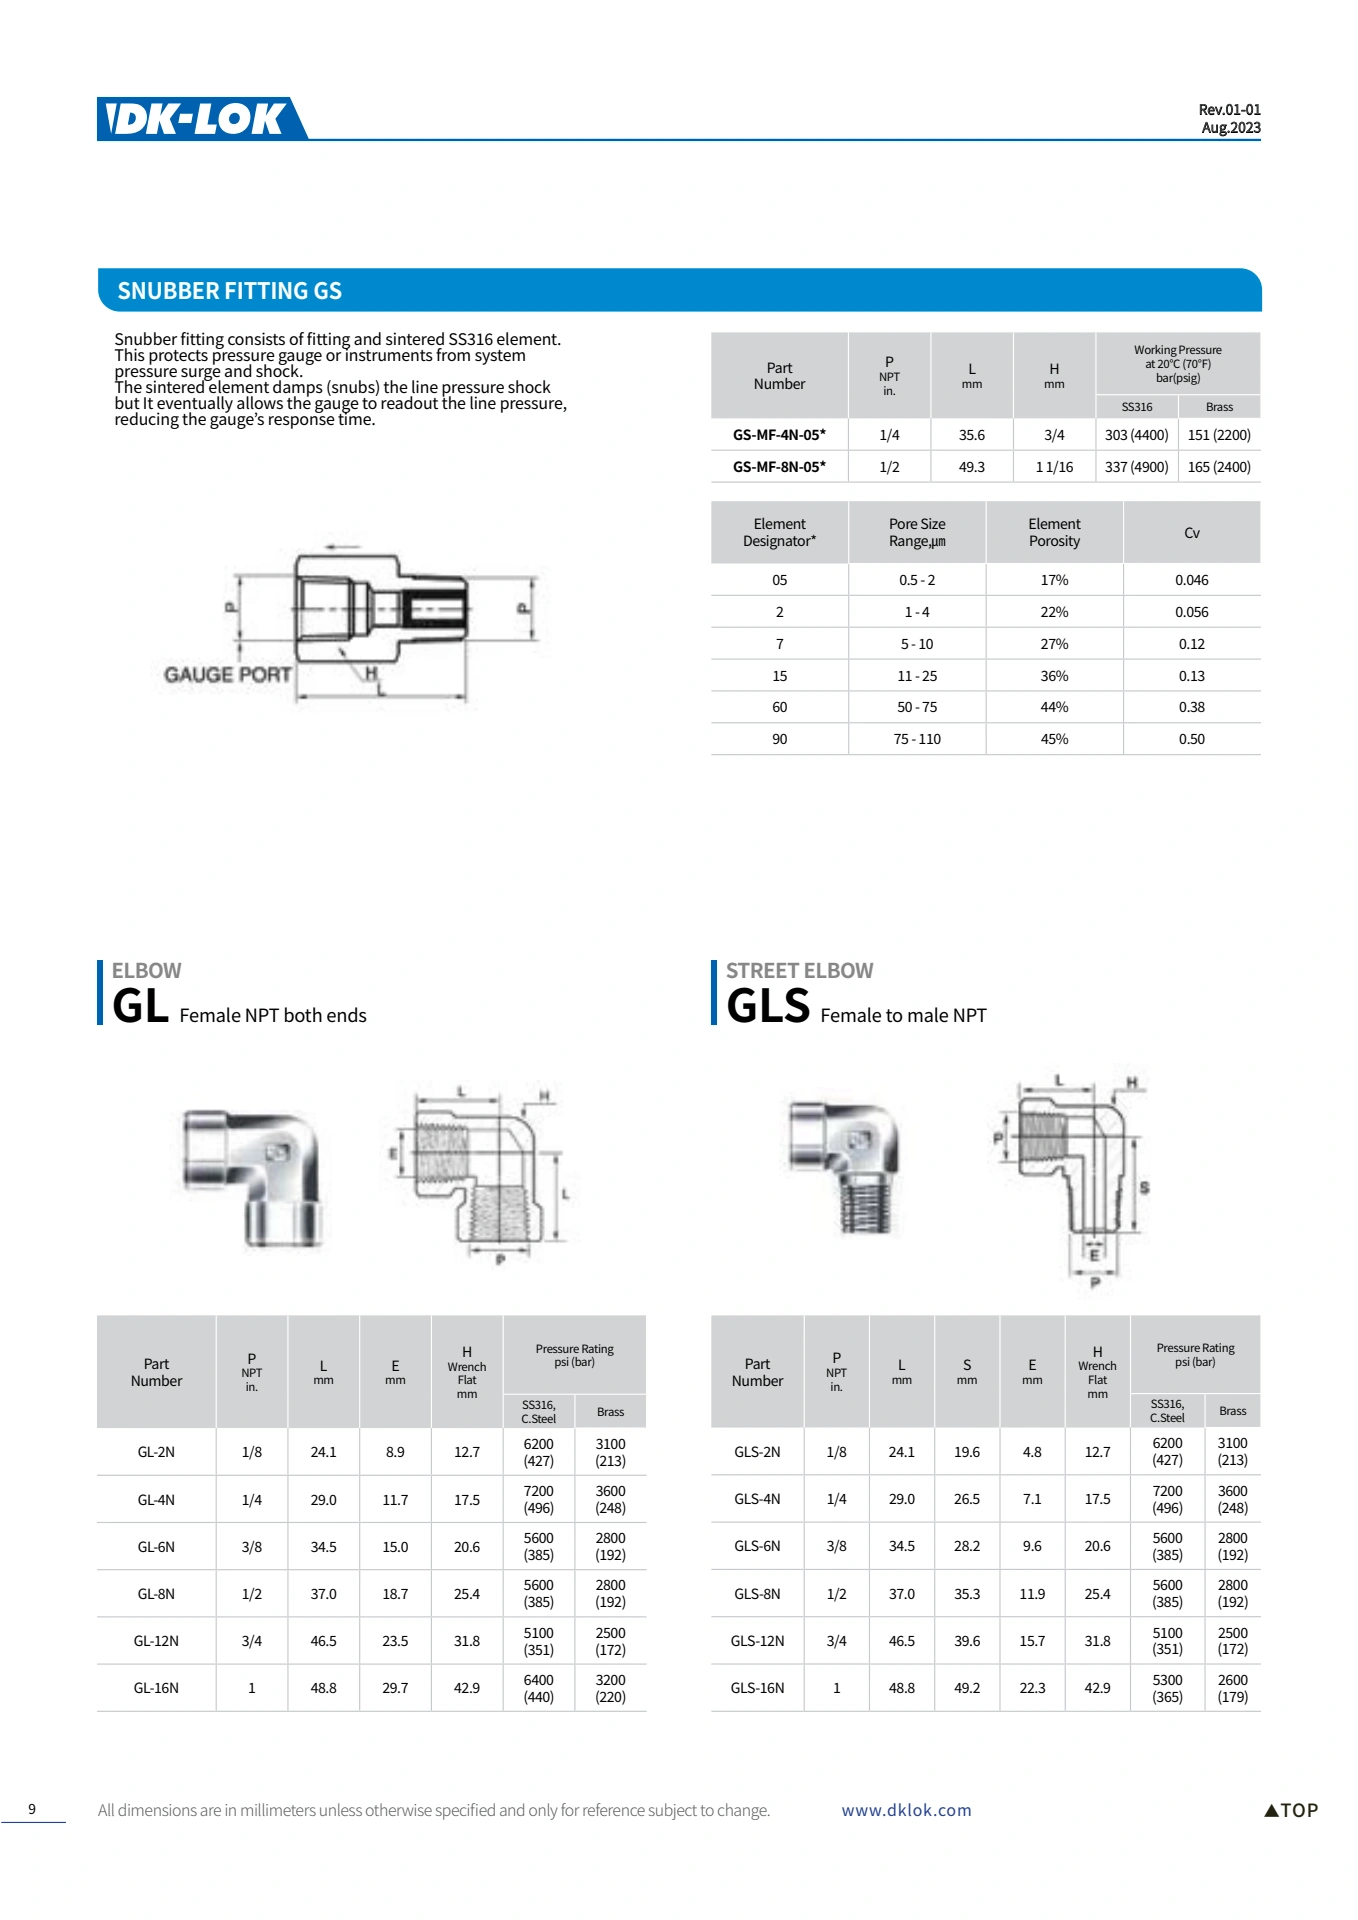 DK-LOK
Rev.01-01
Aug.2023
SNUBBER FITTING GS
Snubber fitting consists of fitting and sintered SS316 element.
This protects pressure gauge or instruments from system
pressure surge and shock.
The sintered element damps (snubs) the line pressure shock
but It eventually allows the gauge to readout the line pressure,
reducing the gauge's response time.
P
P
GAUGE PORT
H
L
Part Number P NPT in. L mm H mm Working Pressure at 20°C (70°F) bar(psig)
SS316 Brass
GS-MF-4N-05* 1/4 35.6 3/4 303 (4400) 151 (2200)
GS-MF-8N-05* 1/2 49.3 1 1/16 337 (4900) 165 (2400)
Element Designator* Pore Size Range,μm Element Porosity Cv
05 0.5 - 2 17% 0.046
2 1 - 4 22% 0.056
7 5 - 10 27% 0.12
15 11 - 25 36% 0.13
60 50 - 75 44% 0.38
90 75 - 110 45% 0.50
ELBOW
GL Female NPT both ends
L
H
E
L
P
Part Number P NPT in. L mm E mm H Wrench Flat mm Pressure Rating psi (bar)
SS316, C.Steel Brass
GL-2N 1/8 24.1 8.9 12.7 6200 (427) 3100 (213)
GL-4N 1/4 29.0 11.7 17.5 7200 (496) 3600 (248)
GL-6N 3/8 34.5 15.0 20.6 5600 (385) 2800 (192)
GL-8N 1/2 37.0 18.7 25.4 5600 (385) 2800 (192)
GL-12N 3/4 46.5 23.5 31.8 5100 (351) 2500 (172)
GL-16N 1 48.8 29.7 42.9 6400 (440) 3200 (220)
STREET ELBOW
GLS Female to male NPT
L
H
P
S
E
P
Part Number P NPT in. L mm S mm E mm H Wrench Flat mm Pressure Rating psi (bar)
SS316, C.Steel Brass
GLS-2N 1/8 24.1 19.6 4.8 12.7 6200 (427) 3100 (213)
GLS-4N 1/4 29.0 26.5 7.1 17.5 7200 (496) 3600 (248)
GLS-6N 3/8 34.5 28.2 9.6 20.6 5600 (385) 2800 (192)
GLS-8N 1/2 37.0 35.3 11.9 25.4 5600 (385) 2800 (192)
GLS-12N 3/4 46.5 39.6 15.7 31.8 5100 (351) 2500 (172)
GLS-16N 1 48.8 49.2 22.3 42.9 5300 (365) 2600 (179)
9
All dimensions are in millimeters unless otherwise specified and only for reference subject to change.
www.dklok.com
▲TOP